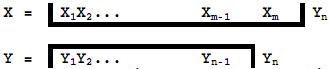 X = X₁X₂... Xₘ₋₁ Xₘ Yₙ
Y = Y₁Y₂... Yₙ₋₁ Yₙ